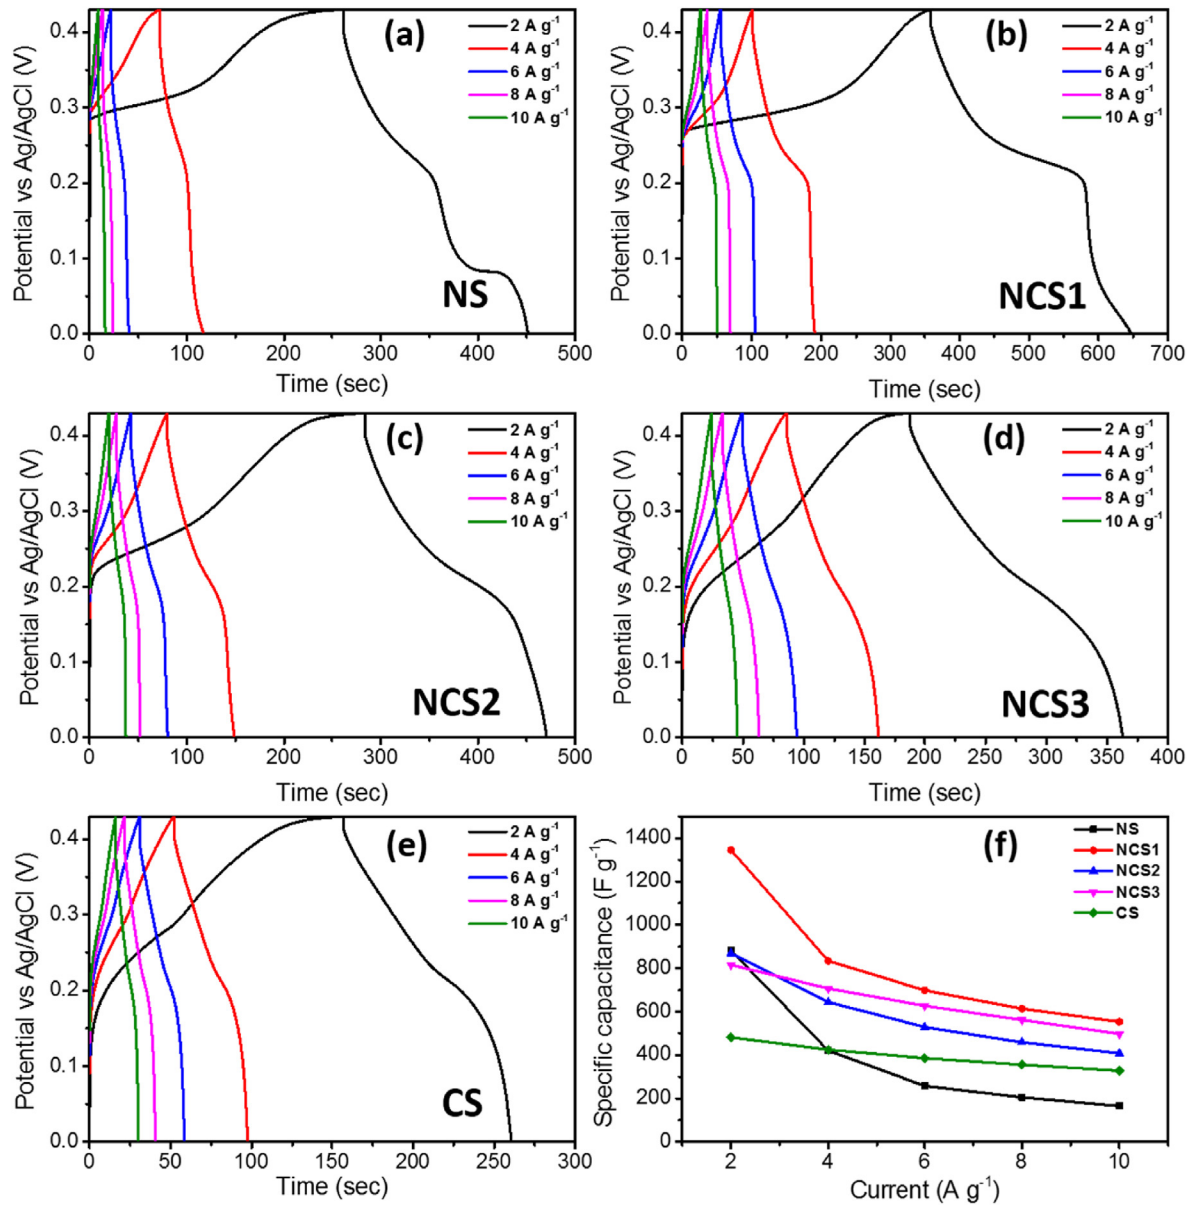 (a)
2 A g⁻¹
4 A g⁻¹
6 A g⁻¹
8 A g⁻¹
10 A g⁻¹
NS
Potential vs Ag/AgCl (V)
0.4
0.3
0.2
0.1
0.0
0 100 200 300 400 500
Time (sec)
(b)
2 A g⁻¹
4 A g⁻¹
6 A g⁻¹
8 A g⁻¹
10 A g⁻¹
NCS1
Potential vs Ag/AgCl (V)
0.4
0.3
0.2
0.1
0.0
0 100 200 300 400 500 600 700
Time (sec)
(c)
2 A g⁻¹
4 A g⁻¹
6 A g⁻¹
8 A g⁻¹
10 A g⁻¹
NCS2
Potential vs Ag/AgCl (V)
0.4
0.3
0.2
0.1
0.0
0 100 200 300 400 500
Time (sec)
(d)
2 A g⁻¹
4 A g⁻¹
6 A g⁻¹
8 A g⁻¹
10 A g⁻¹
NCS3
Potential vs Ag/AgCl (V)
0.4
0.3
0.2
0.1
0.0
0 50 100 150 200 250 300 350 400
Time (sec)
(e)
2 A g⁻¹
4 A g⁻¹
6 A g⁻¹
8 A g⁻¹
10 A g⁻¹
CS
Potential vs Ag/AgCl (V)
0.4
0.3
0.2
0.1
0.0
0 50 100 150 200 250 300
Time (sec)
(f)
NS
NCS1
NCS2
NCS3
CS
Specific capacitance (F g⁻¹)
1400
1200
1000
800
600
400
200
0
2 4 6 8 10
Current (A g⁻¹)